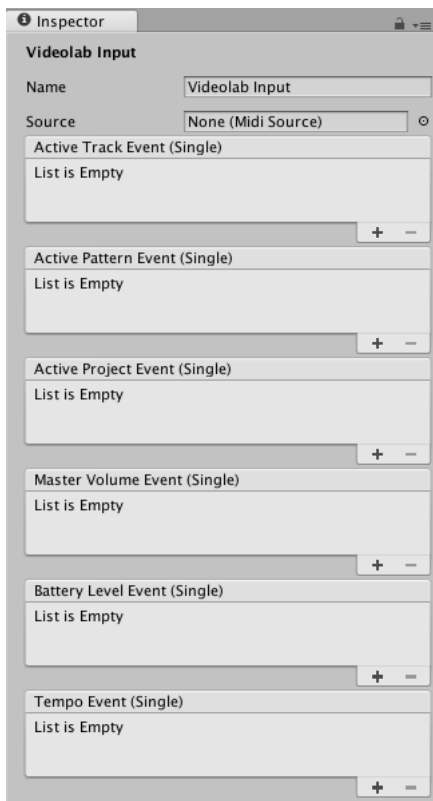 Inspector
Videolab Input
Name Videolab Input
Source None (Midi Source)
Active Track Event (Single)
List is Empty
Active Pattern Event (Single)
List is Empty
Active Project Event (Single)
List is Empty
Master Volume Event (Single)
List is Empty
Battery Level Event (Single)
List is Empty
Tempo Event (Single)
List is Empty